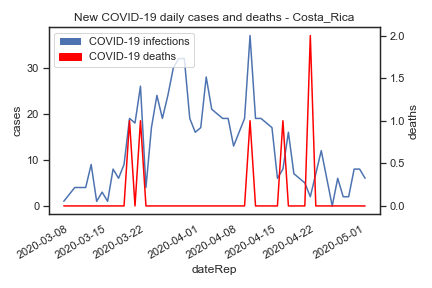 New COVID-19 daily cases and deaths - Costa_Rica
COVID-19 infections
COVID-19 deaths
cases
30
20
10
0
deaths
2.0
1.5
1.0
0.5
0.0
2020-03-08
2020-03-15
2020-03-22
2020-04-01
2020-04-08
2020-04-15
2020-04-22
2020-05-01
dateRep